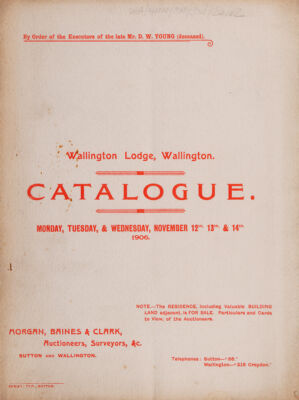 By Order of the Executors of the late Mr. D. W. YOUNG (deceased).
Wallington Lodge, Wallington.
CATALOGUE.
MONDAY, TUESDAY, & WEDNESDAY, NOVEMBER 12TH 13TH & 14TH
1906.
NOTE.—The RESIDENCE, including Valuable BUILDING
LAND adjacent, is FOR SALE. Particulars and Cards
to View, of the Auctioneers.
MORGAN, BAINES & CLARK,
Auctioneers, Surveyors, &c.
SUTTON AND WALLINGTON.
Telephones: Sutton—"66."
Wallington—"218 Croydon."